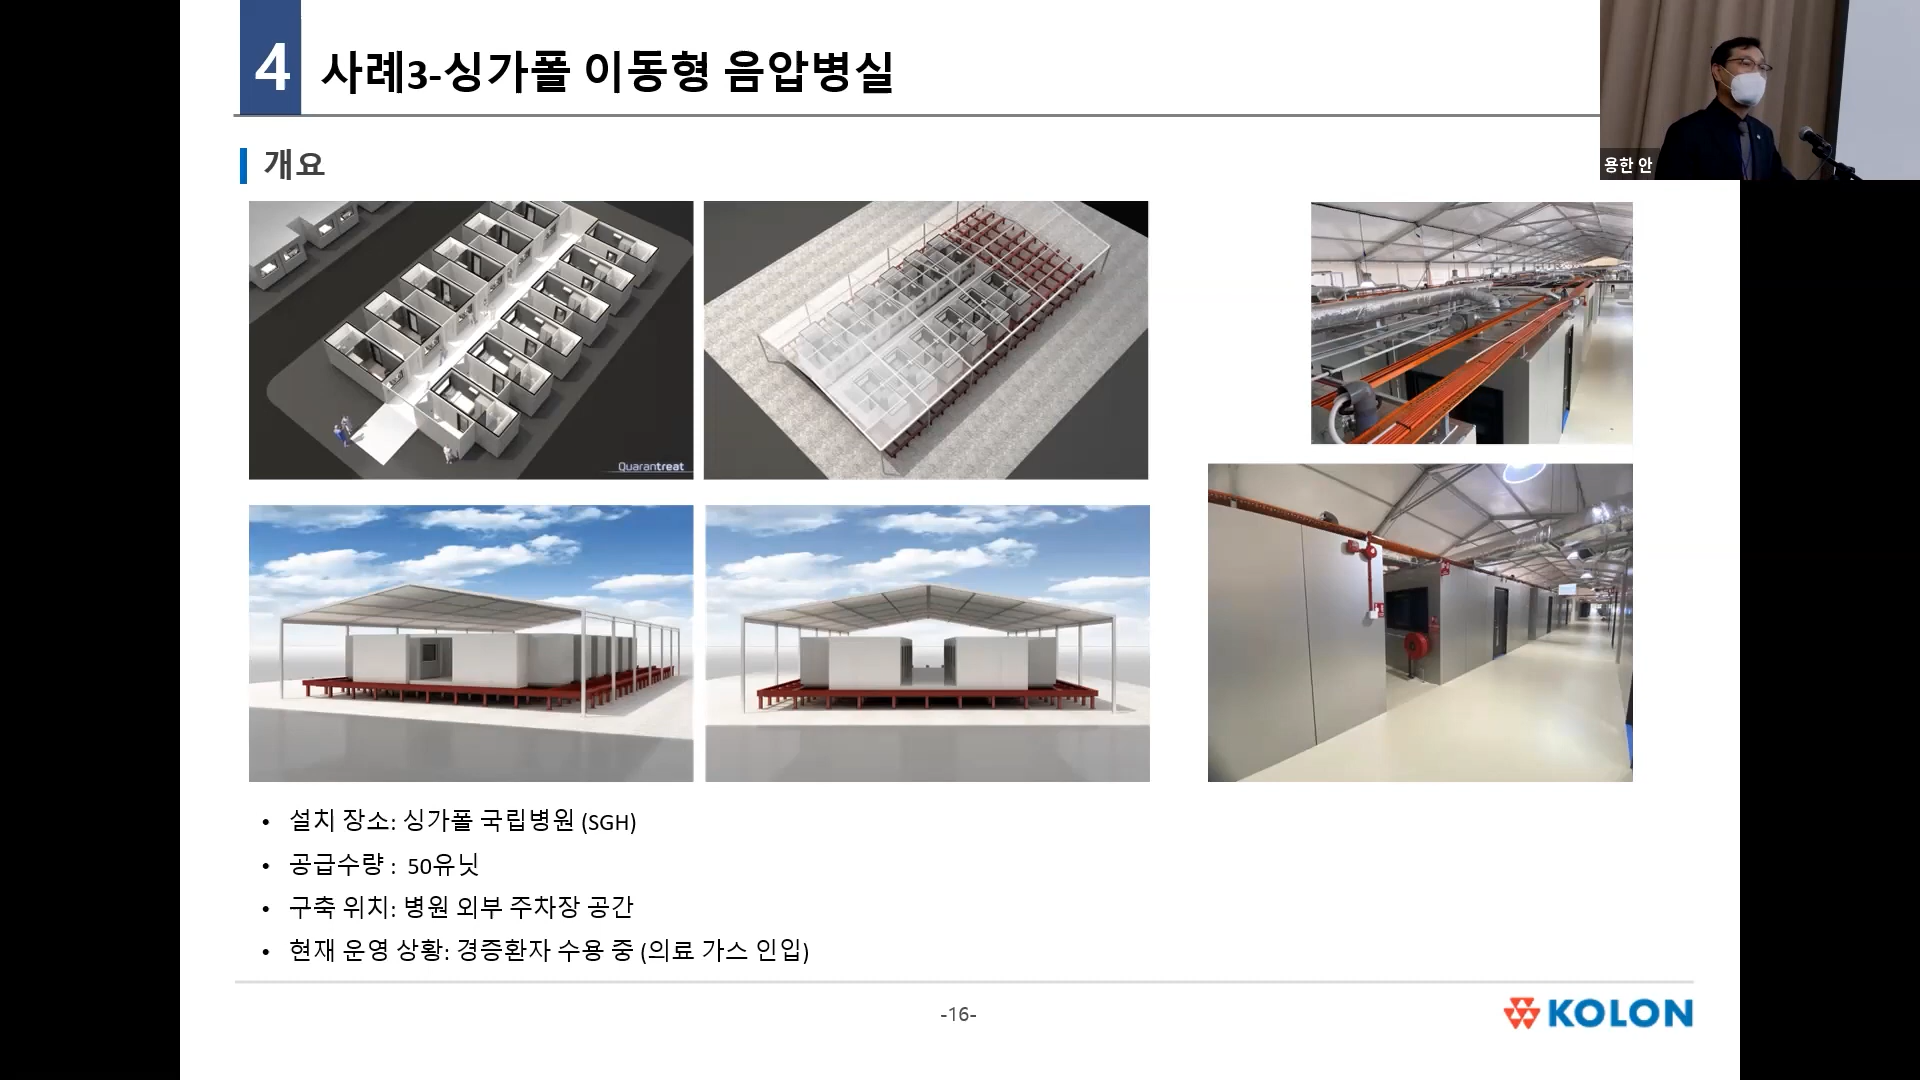 4
사례3-싱가폴 이동형 음압병실
용한 안
개요
Quarantreat
• 설치 장소: 싱가폴 국립병원 (SGH)
• 공급수량 : 50유닛
• 구축 위치: 병원 외부 주차장 공간
• 현재 운영 상황: 경증환자 수용 중 (의료 가스 인입)
-16-
KOLON